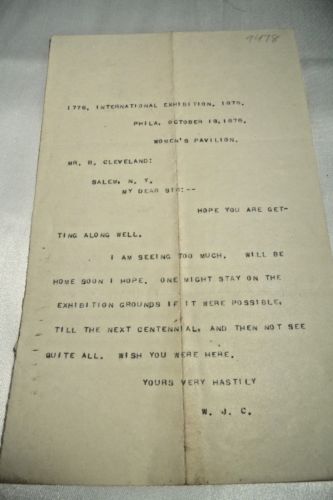 9478
1776, INTERNATIONAL EXHIBITION, 1876.
PHILA, OCTOBER 18,1876,
WOMEN'S PAVILION.
MR. B. CLEVELAND:
SALEM, N. Y.
MY DEAR SIR:--
HOPE YOU ARE GET-
TING ALONG WELL.
I AM SEEING TOO MUCH. WILL BE
HOME SOON I HOPE. ONE MIGHT STAY ON THE
EXHIBITION GROUNDS IF IT WERE POSSIBLE,
TILL THE NEXT CENTENNIAL, AND THEN NOT SEE
QUITE ALL. WISH YOU WERE HERE.
YOURS VERY HASTILY
W. J. C.